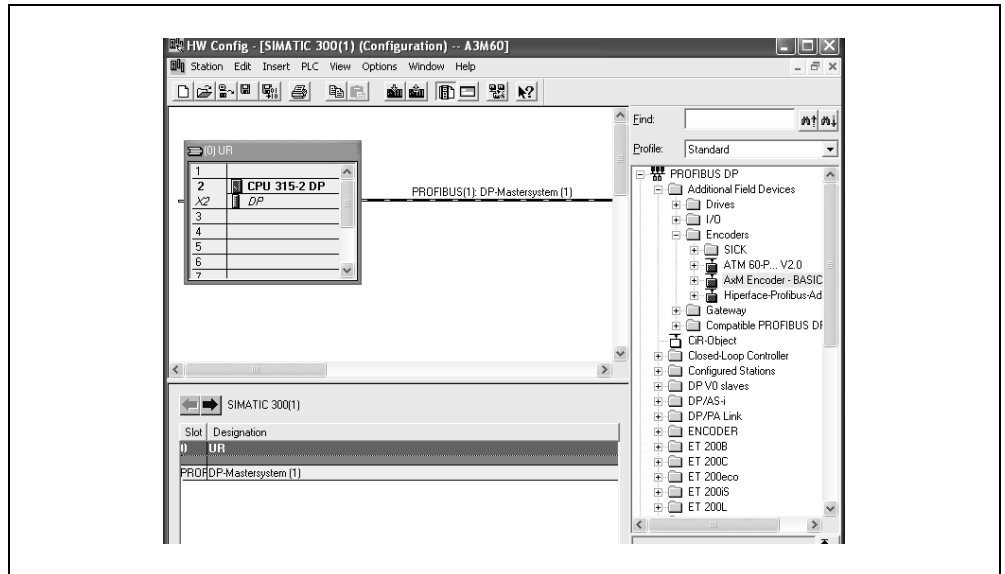 HW Config - [SIMATIC 300(1) (Configuration) -- A3M60]
Station Edit Insert PLC View Options Window Help
(0) UR
1
2 CPU 315-2 DP
X2 DP
3
4
5
6
7
PROFIBUS(1): DP-Mastersystem (1)
SIMATIC 300(1)
Slot Designation
0) UR
PROF DP-Mastersystem (1)
Find:
Profile: Standard
PROFIBUS DP
Additional Field Devices
Drives
I/O
Encoders
SICK
ATM 60-P... V2.0
AxM Encoder - BASIC
Hiperface-Profibus-Ad
Gateway
Compatible PROFIBUS DP
CiR-Object
Closed-Loop Controller
Configured Stations
DP V0 slaves
DP/AS-i
DP/PA Link
ENCODER
ET 200B
ET 200C
ET 200eco
ET 200iS
ET 200L